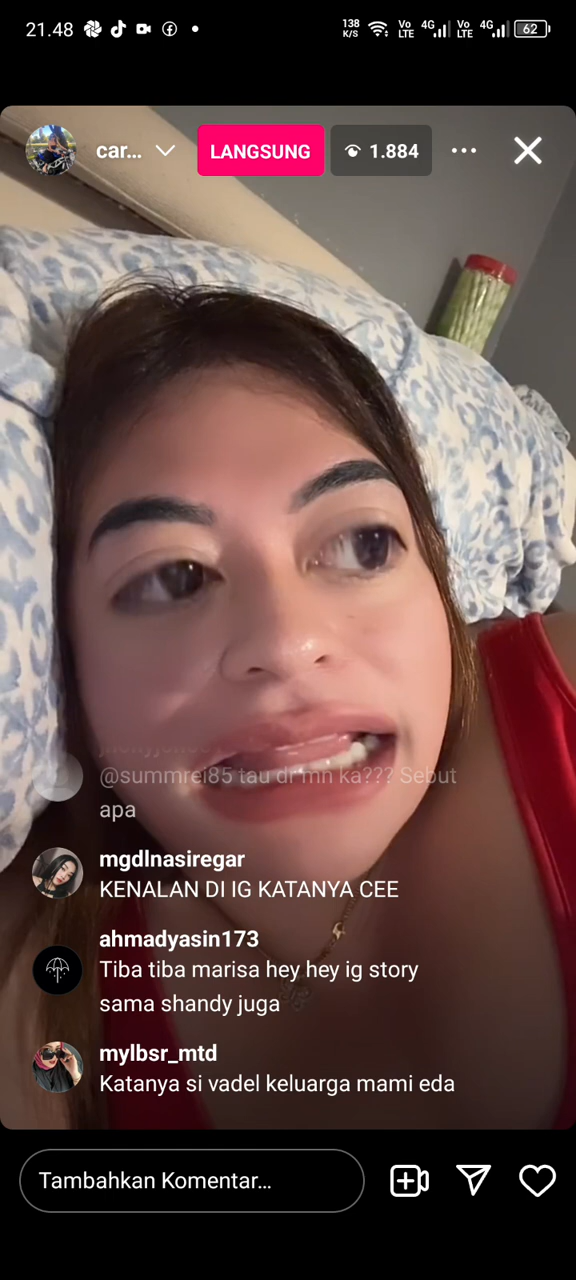 21.48
138
K/S
Vo
LTE
4G
Vo
LTE
4G
62
car...
LANGSUNG
1.884
@summrei85 tau dr mn ka??? Sebut
apa
mgdlnasiregar
KENALAN DI IG KATANYA CEE
ahmadyasin173
Tiba tiba marisa hey hey ig story
sama shandy juga
mylbsr_mtd
Katanya si vadel keluarga mami eda
Tambahkan Komentar...